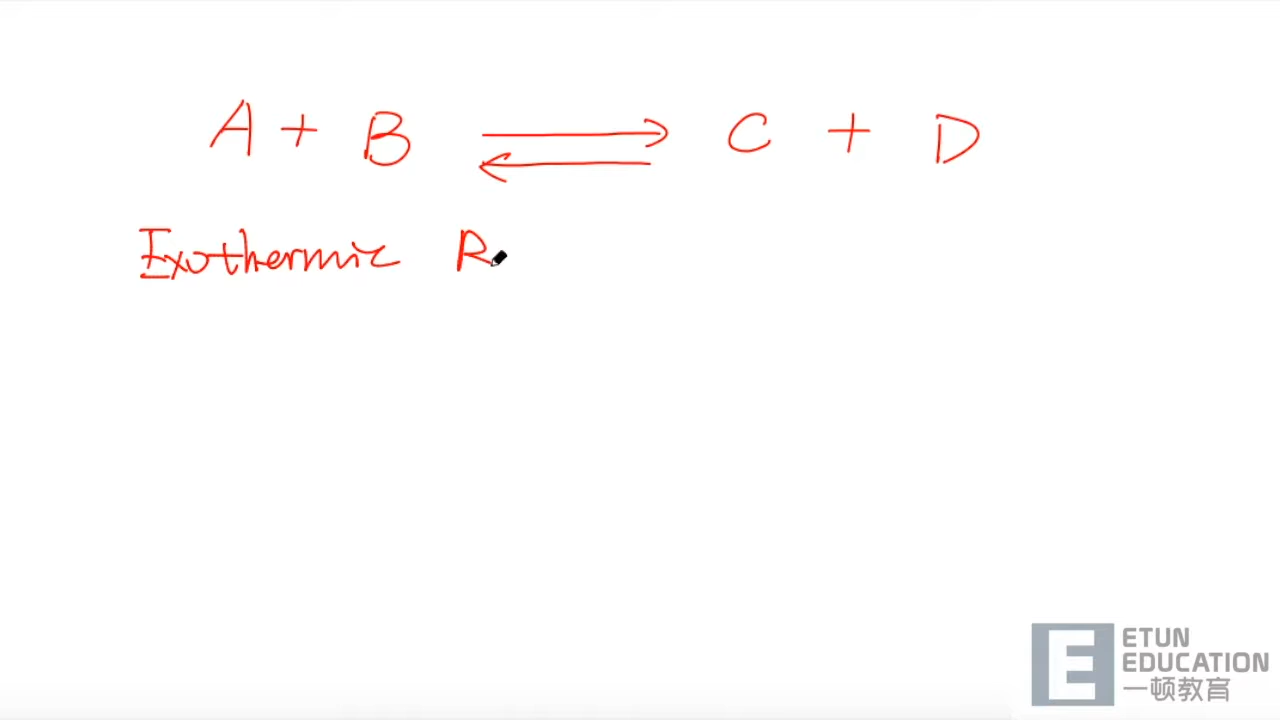 A + B ⇌ C + D
Exothermic R
E
ETUN
EDUCATION
一顿教育